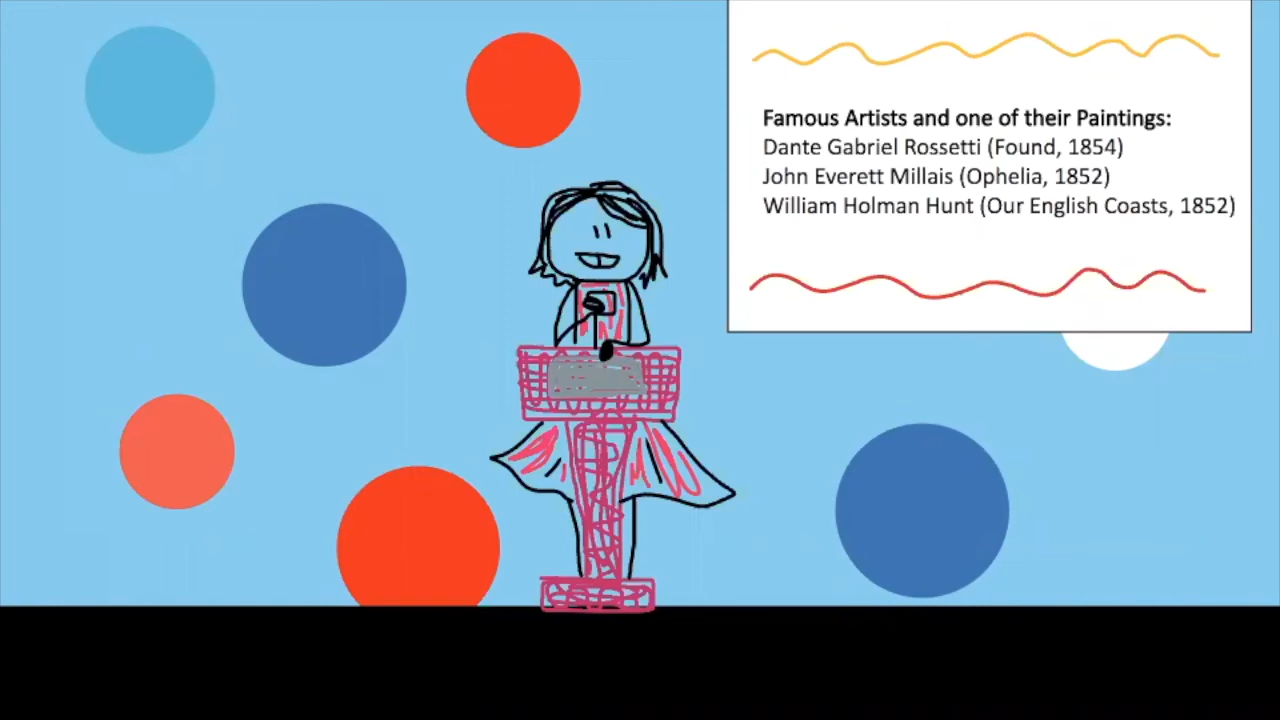 Famous Artists and one of their Paintings:
Dante Gabriel Rossetti (Found, 1854)
John Everett Millais (Ophelia, 1852)
William Holman Hunt (Our English Coasts, 1852)